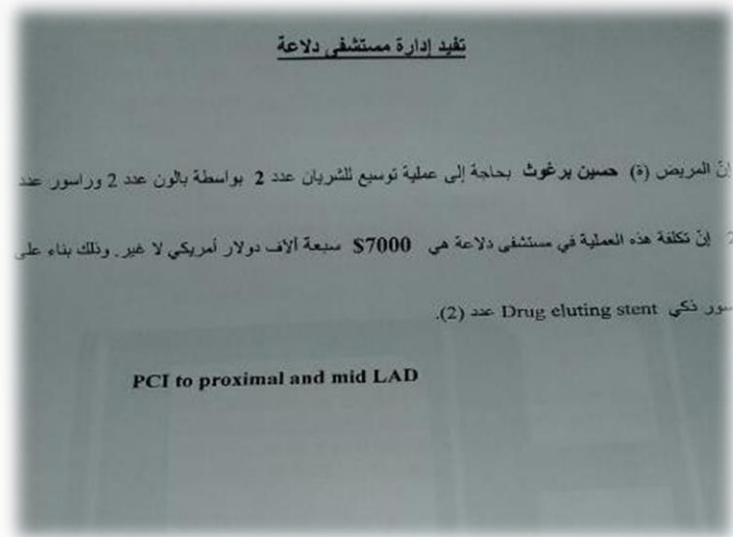 تفيد إدارة مستشفى دلاعة
إنّ المريض (ة) حسين برغوث بحاجة إلى عملية توسيع للشريان عدد 2 بواسطة بالون عدد 2 وراسور عدد
2 إنّ تكلفة هذه العملية في مستشفى دلاعة هي 7000$ سبعة آلاف دولار أمريكي لا غير. وذلك بناء على
سور ذكي Drug eluting stent عدد (2).
PCI to proximal and mid LAD